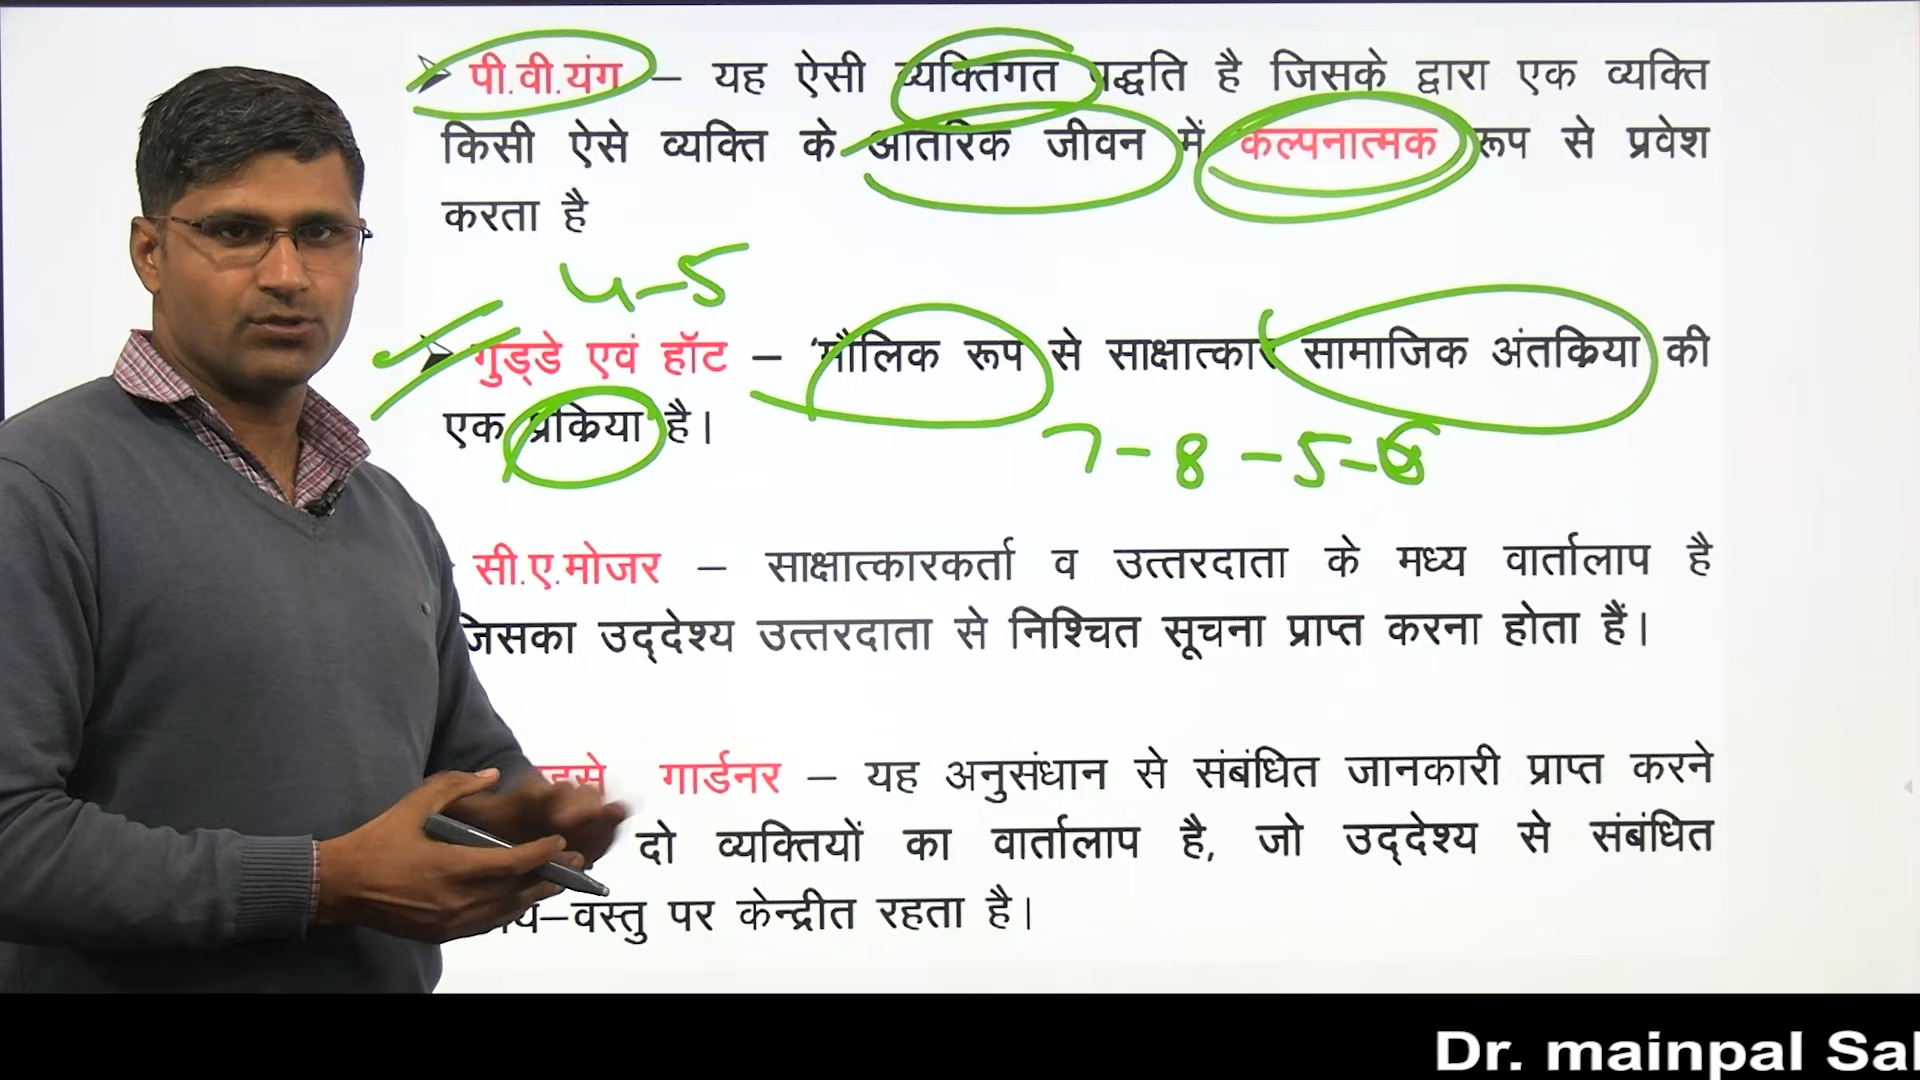 पी.वी.यंग – यह ऐसी व्यक्तिगत पद्धति है जिसके द्वारा एक व्यक्ति
किसी ऐसे व्यक्ति के आंतरिक जीवन में कल्पनात्मक रूप से प्रवेश
करता है
4-5
गुड्डे एवं हॉट – 'मौलिक रूप से साक्षात्कार सामाजिक अंतक्रिया की
एक प्रक्रिया है।
7-8-5-6
सी.ए.मोजर – साक्षात्कारकर्ता व उत्तरदाता के मध्य वार्तालाप है
जिसका उद्देश्य उत्तरदाता से निश्चित सूचना प्राप्त करना होता हैं।
गार्डनर – यह अनुसंधान से संबंधित जानकारी प्राप्त करने
दो व्यक्तियों का वार्तालाप है, जो उद्देश्य से संबंधित
वस्तु पर केन्द्रीत रहता है।
Dr. mainpal